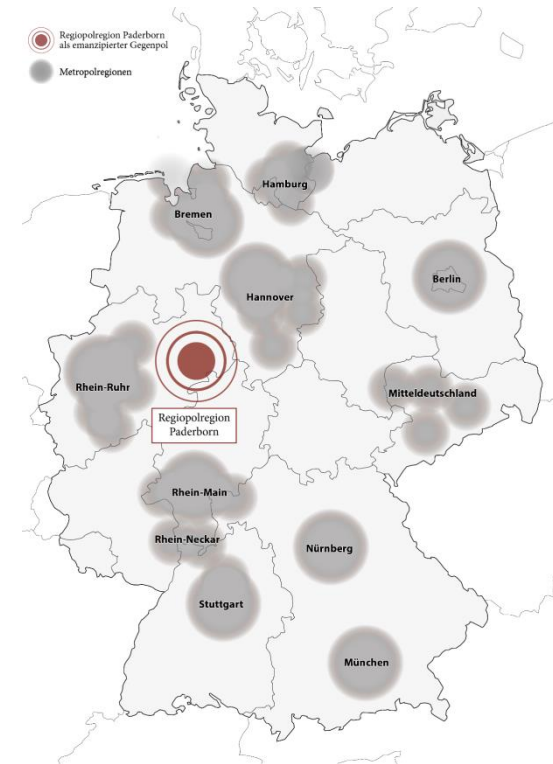 Regiopolregion Paderborn
als emanzipierter Gegenpol
Metropolregionen
Hamburg
Bremen
Berlin
Hannover
Rhein-Ruhr
Mitteldeutschland
Regiopolregion
Paderborn
Rhein-Main
Rhein-Neckar
Nürnberg
Stuttgart
München